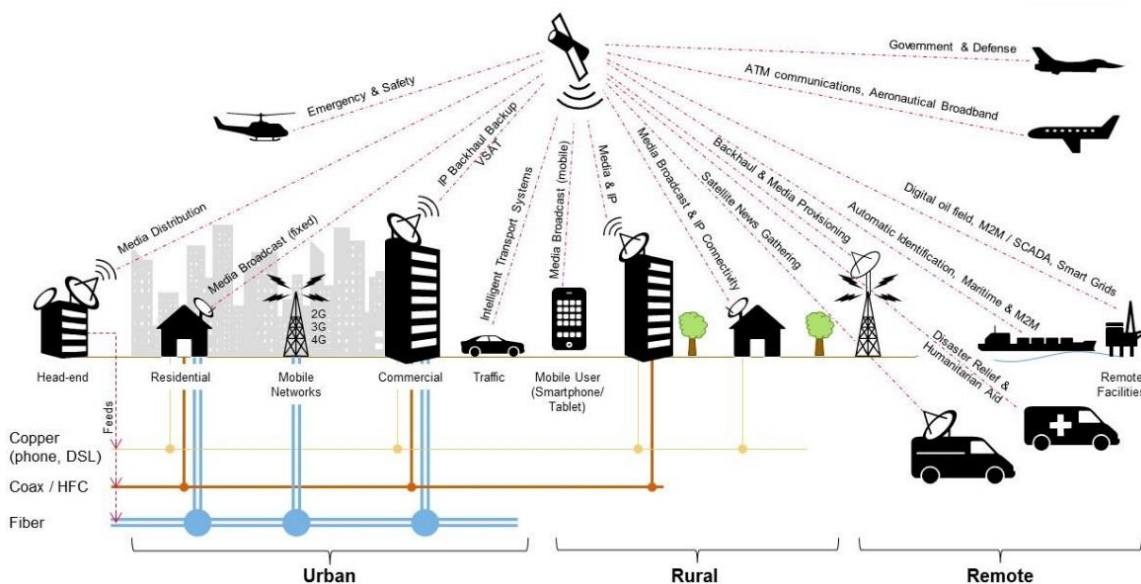 Government & Defense
ATM communications, Aeronautical Broadband
Emergency & Safety
IP Backhaul Backup
VSAT
Media Distribution
Media Broadcast (fixed)
Intelligent Transport Systems
Media Broadcast (mobile)
Media & IP
Media Broadcast & IP Connectivity
Satellite News Gathering
Backhaul & Media Provisioning
Automatic Identification, Maritime & M2M
Digital oil field, M2M / SCADA, Smart Grids
Disaster Relief &
Humanitarian Aid
2G
3G
4G
Head-end
Residential
Mobile
Networks
Commercial
Traffic
Mobile User
(Smartphone/
Tablet)
Remote
Facilities
Feeds
Copper
(phone, DSL)
Coax / HFC
Fiber
Urban
Rural
Remote